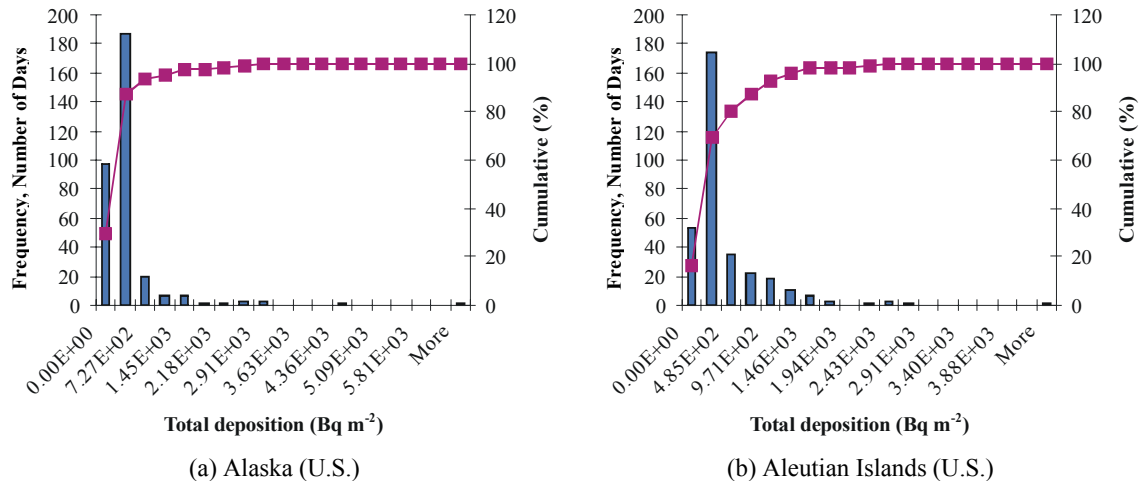 200
180
160
140
120
100
80
60
40
20
0
Frequency, Number of Days
120
100
80
60
40
20
0
Cumulative (%)
0.00E+00
7.27E+02
1.45E+03
2.18E+03
2.91E+03
3.63E+03
4.36E+03
5.09E+03
5.81E+03
More
Total deposition (Bq m⁻²)
(a) Alaska (U.S.)
200
180
160
140
120
100
80
60
40
20
0
Frequency, Number of Days
120
100
80
60
40
20
0
Cumulative (%)
0.00E+00
4.85E+02
9.71E+02
1.46E+03
1.94E+03
2.43E+03
2.91E+03
3.40E+03
3.88E+03
More
Total deposition (Bq m⁻²)
(b) Aleutian Islands (U.S.)